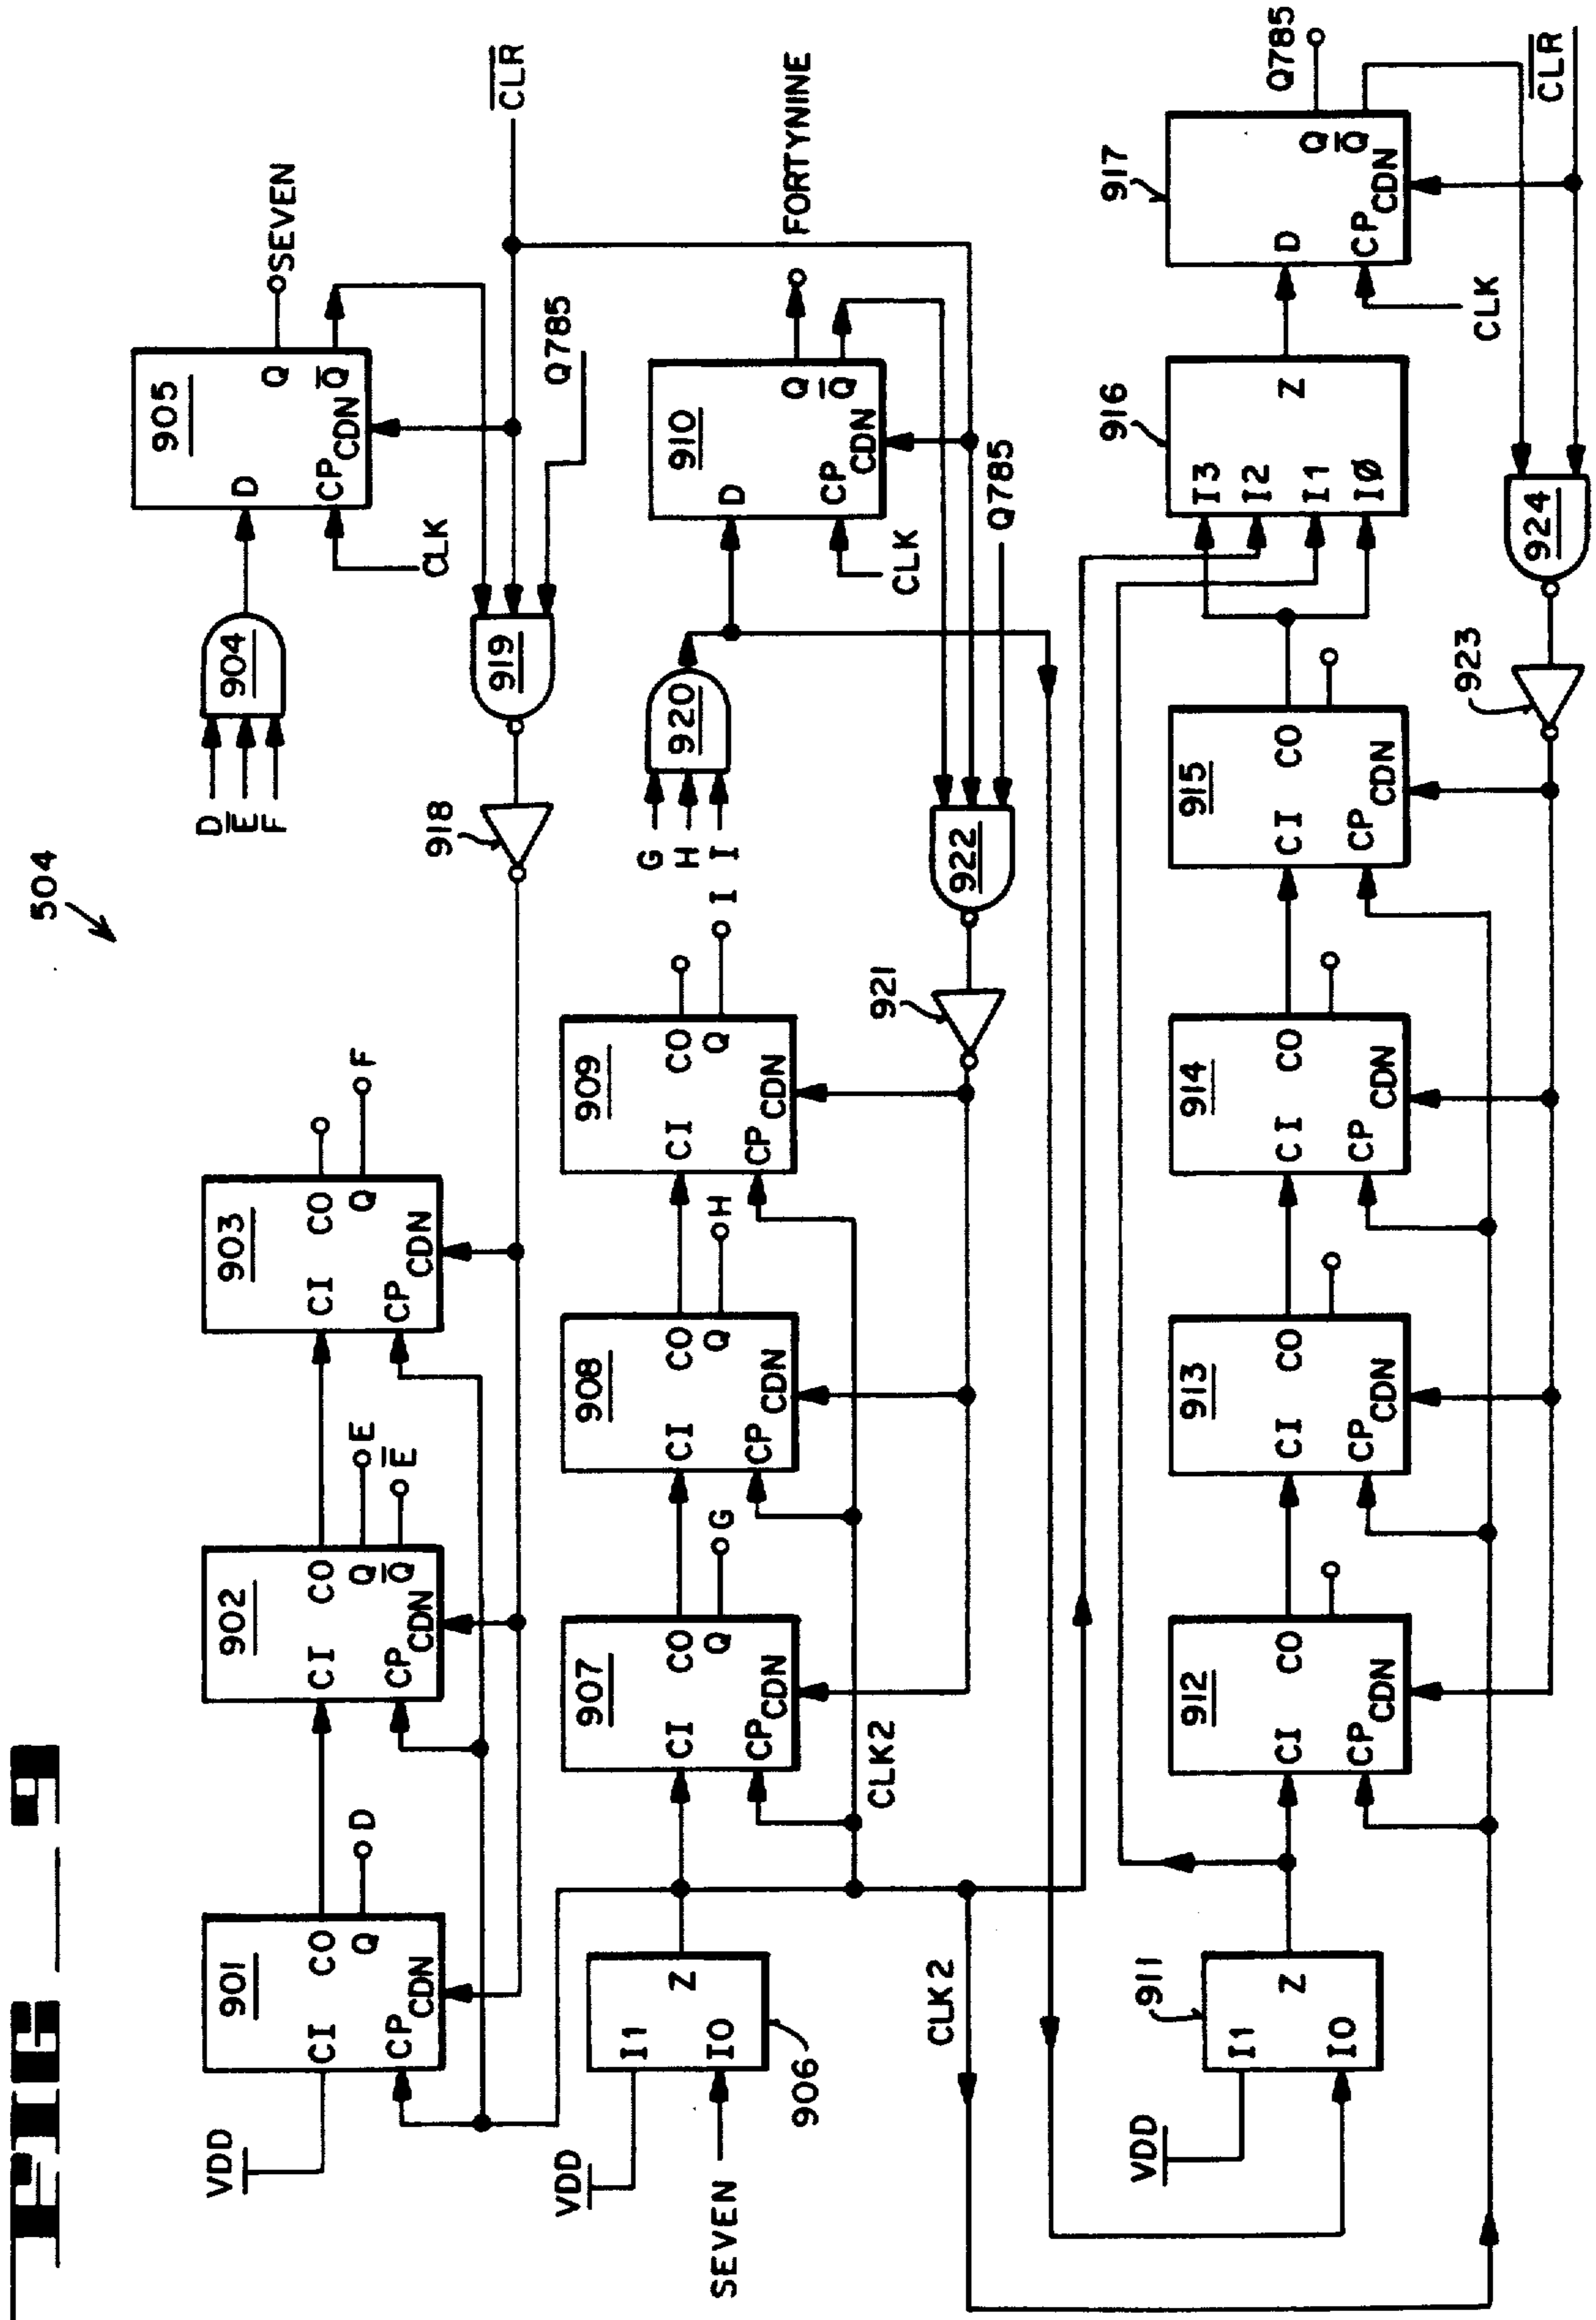 FIG 9
504
901
CI
CO
Q
D
CP
CDN
VDD
902
CI
CO
Q
E
Q̅
E̅
CP
CDN
903
CI
CO
Q
F
CP
CDN
D
E̅
F
904
905
D
Q
SEVEN
Q̅
CP
CDN
CLK
918
919
C̅L̅R̅
Q785
VDD
I1
Z
I0
SEVEN
906
907
CI
CO
Q
G
CP
CDN
CLK2
908
CI
CO
Q
H
CP
CDN
909
CI
CO
Q
I
CP
CDN
G
H
I
920
910
D
Q
FORTYNINE
Q̅
CP
CDN
CLK
921
922
Q785
CLK2
VDD
911
I1
Z
I0
912
CI
CO
CP
CDN
913
CI
CO
CP
CDN
914
CI
CO
CP
CDN
915
CI
CO
CP
CDN
916
I3
I2
I1
IØ
Z
917
D
Q
Q785
Q̅
CP
CDN
CLK
923
924
C̅L̅R̅